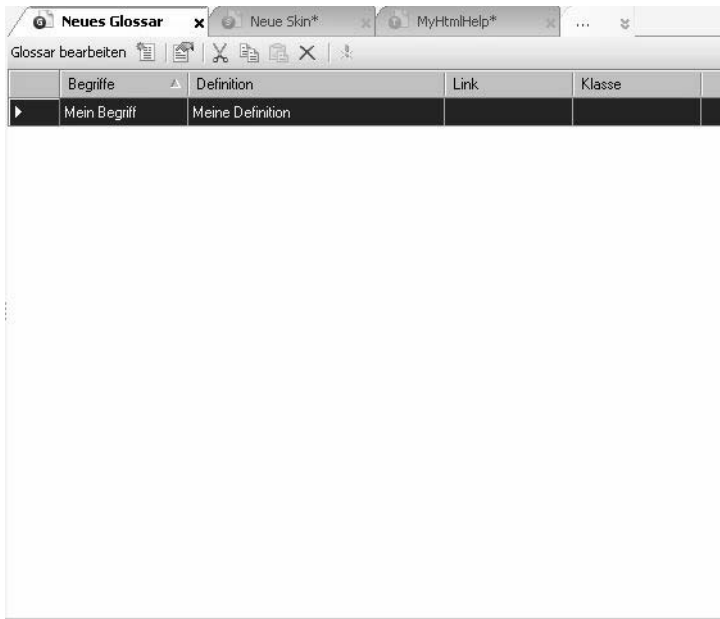 Neues Glossar Neue Skin* MyHtmlHelp* ...
Glossar bearbeiten
Begriffe Definition Link Klasse
Mein Begriff Meine Definition